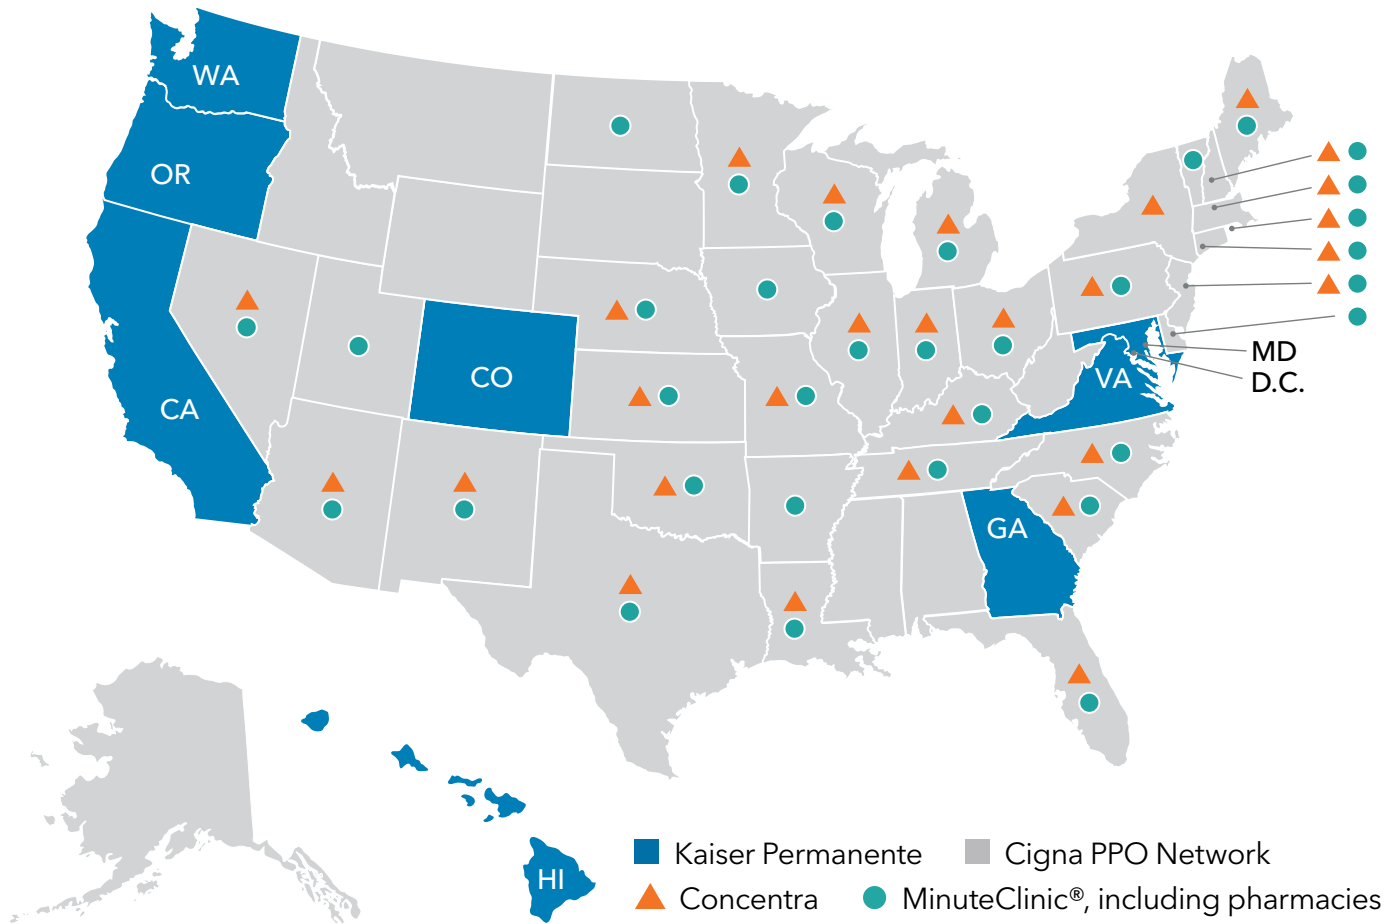 WA
OR
CO
CA
MD
VA
D.C.
GA
HI
Kaiser Permanente
Cigna PPO Network
Concentra
MinuteClinic®, including pharmacies